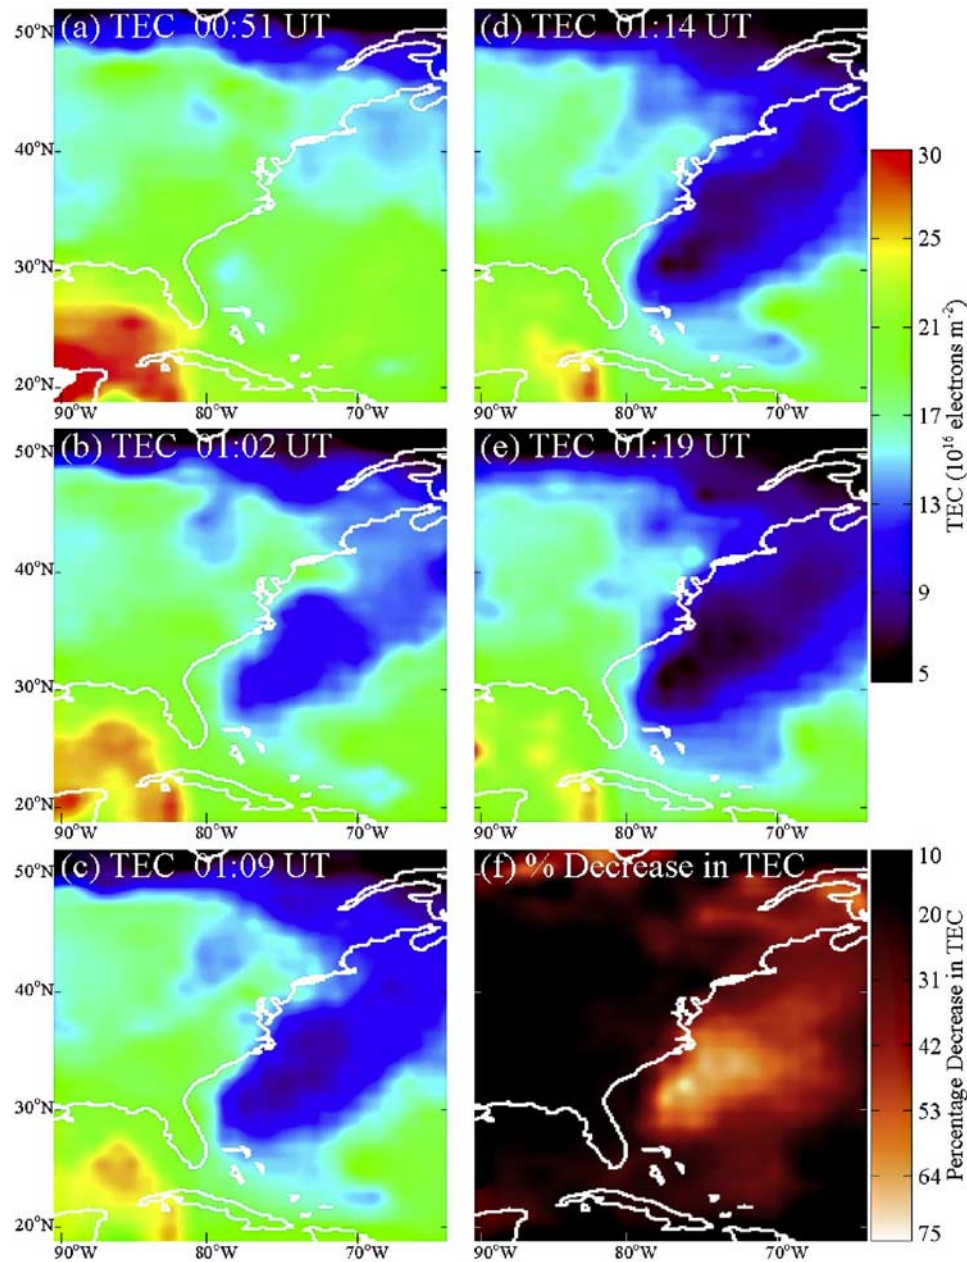 (a) TEC 00:51 UT
50°N
40°N
30°N
20°N
90°W 80°W 70°W
(b) TEC 01:02 UT
50°N
40°N
30°N
20°N
90°W 80°W 70°W
(c) TEC 01:09 UT
50°N
40°N
30°N
20°N
90°W 80°W 70°W
(d) TEC 01:14 UT
90°W 80°W 70°W
(e) TEC 01:19 UT
90°W 80°W 70°W
(f) % Decrease in TEC
90°W 80°W 70°W
30
25
21
17
13
9
5
TEC (10¹⁶ electrons m⁻²)
10
20
31
42
53
64
75
Percentage Decrease in TEC